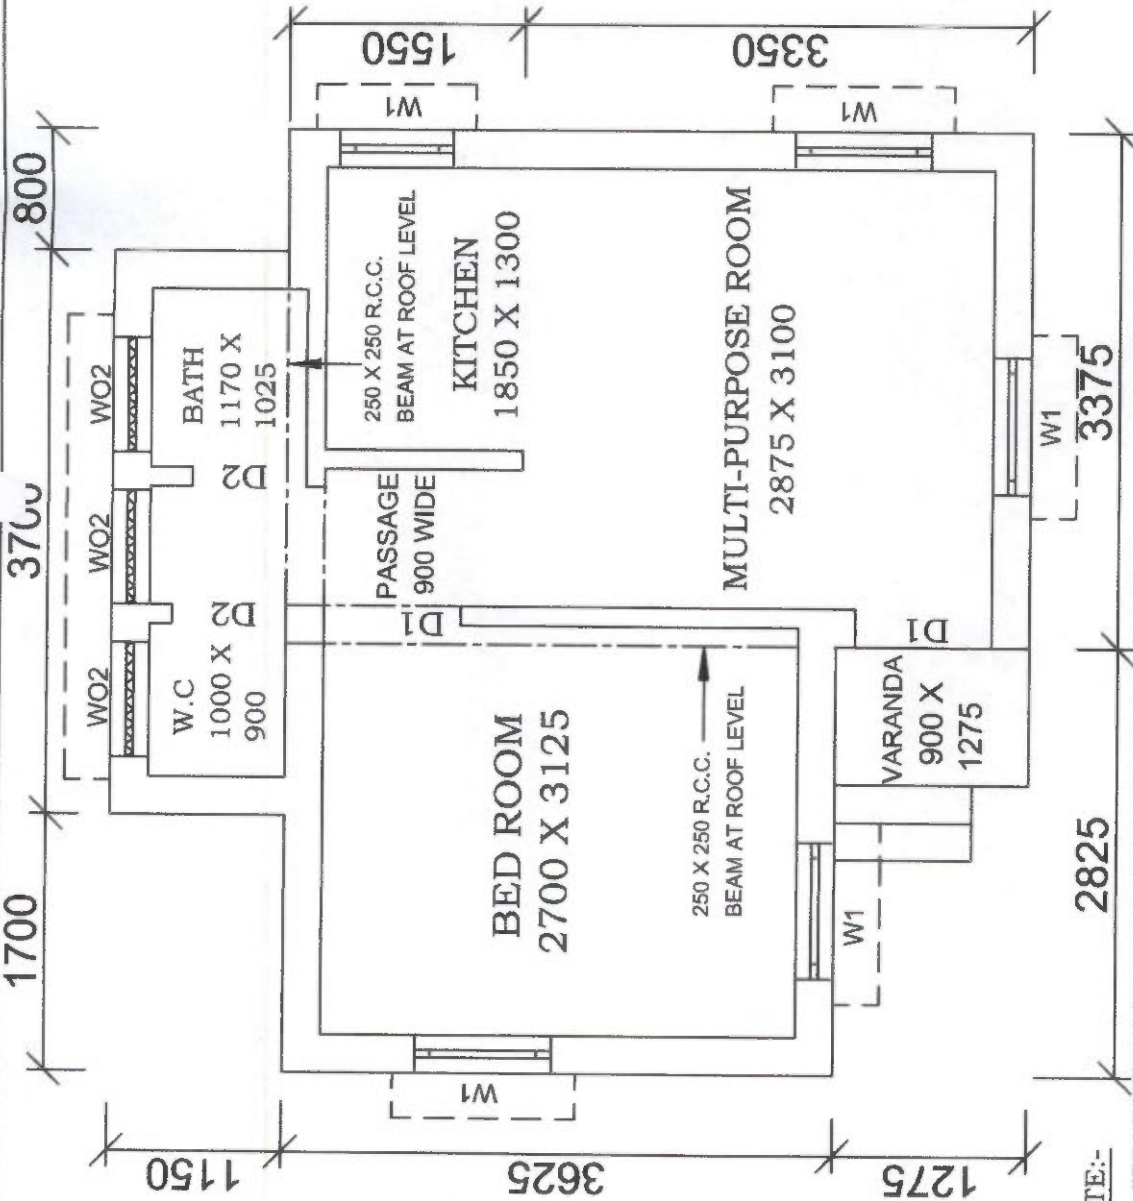 1550
3350
W1
W1
800
3700
1700
WO2
WO2
WO2
BATH
1170 X
1025
D2
D2
W.C
1000 X
900
250 X 250 R.C.C.
BEAM AT ROOF LEVEL
KITCHEN
1850 X 1300
PASSAGE
900 WIDE
D1
MULTI-PURPOSE ROOM
2875 X 3100
D1
W1
3375
BED ROOM
2700 X 3125
250 X 250 R.C.C.
BEAM AT ROOF LEVEL
VARANDA
900 X
1275
W1
2825
W1
1150
3625
1275
TE:-